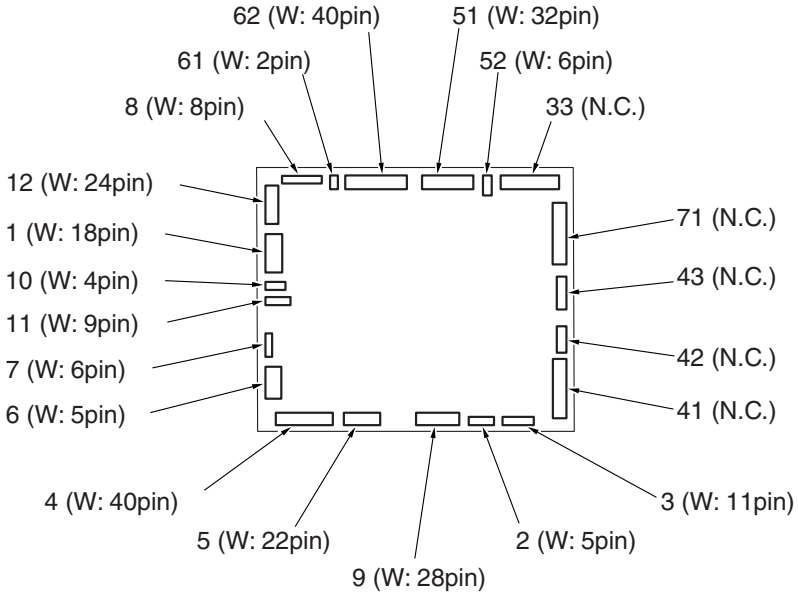 62 (W: 40pin)
51 (W: 32pin)
61 (W: 2pin)
52 (W: 6pin)
8 (W: 8pin)
33 (N.C.)
12 (W: 24pin)
71 (N.C.)
1 (W: 18pin)
10 (W: 4pin)
43 (N.C.)
11 (W: 9pin)
42 (N.C.)
7 (W: 6pin)
41 (N.C.)
6 (W: 5pin)
4 (W: 40pin)
3 (W: 11pin)
5 (W: 22pin)
2 (W: 5pin)
9 (W: 28pin)